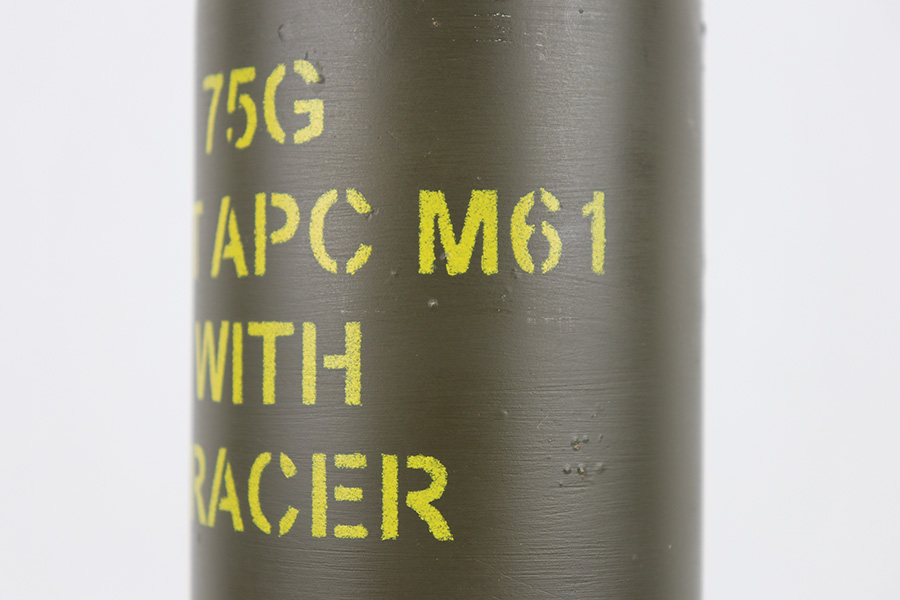 75G
T APC M61
WITH
RACER